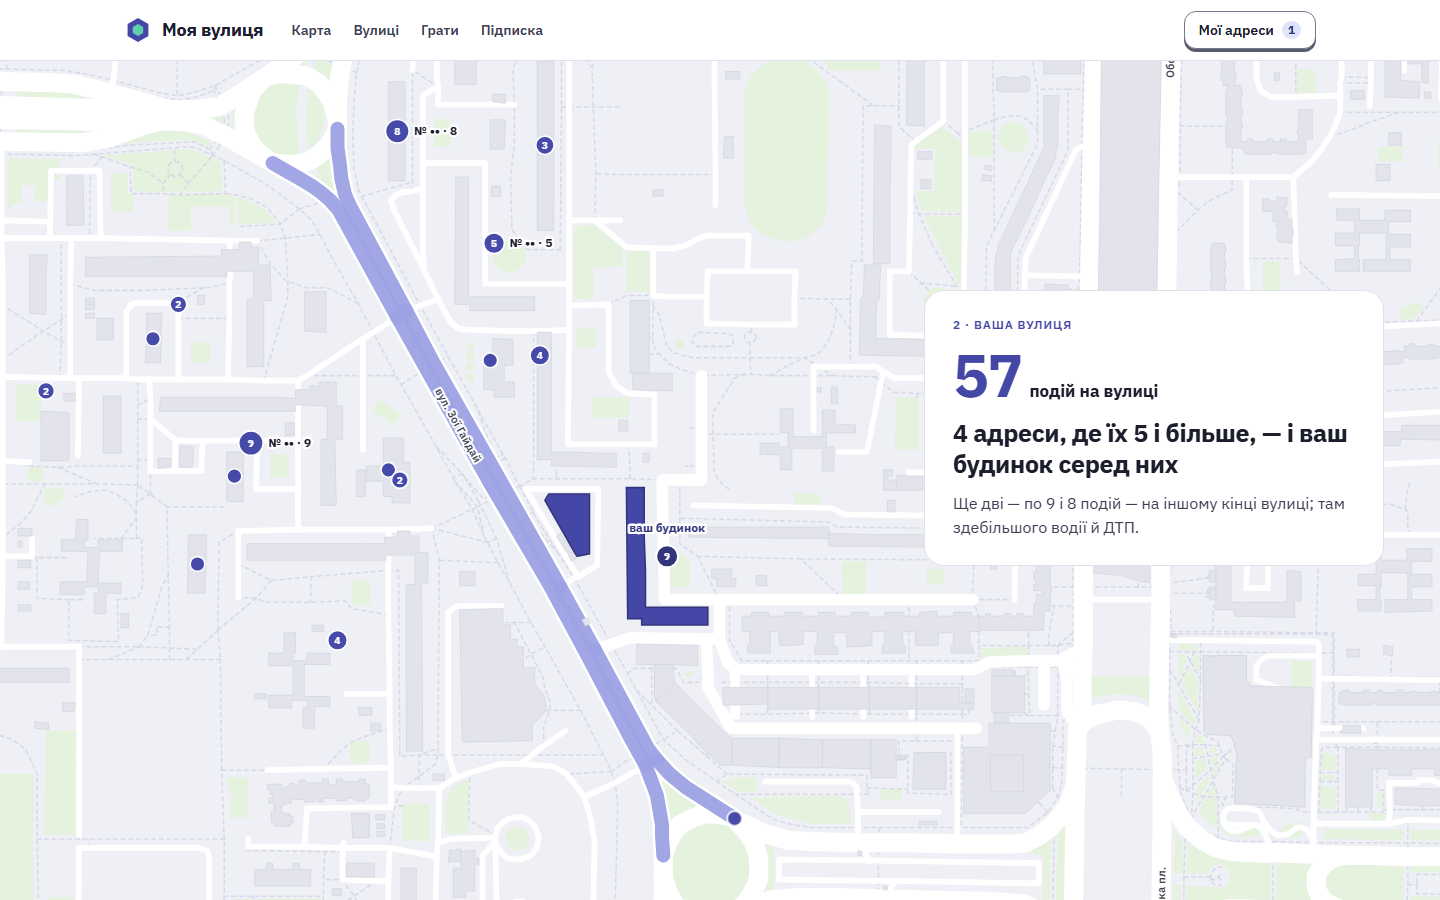 Моя вулиця
Карта
Вулиці
Грати
Підписка
Мої адреси 1
8 № •• · 8
3
5 № •• · 5
2
4
2
9 № •• · 9
2
вул. Зої Гайдай
ваш будинок
9
4
2 · ВАША ВУЛИЦЯ
57 подій на вулиці
4 адреси, де їх 5 і більше, — і ваш
будинок серед них
Ще дві — по 9 і 8 подій — на іншому кінці вулиці; там
здебільшого водії й ДТП.
ка пл.